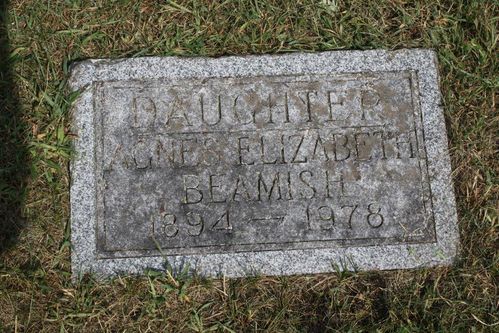 DAUGHTER
AGNES ELIZABETH
BEAMISH
1894 — 1978